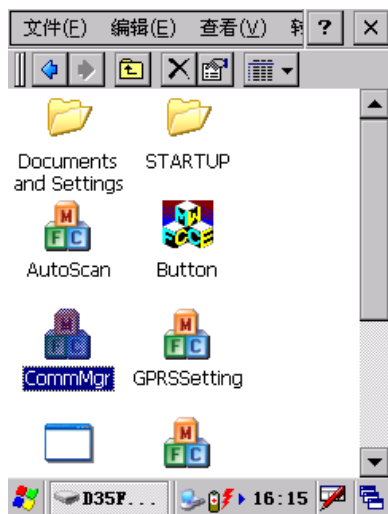 文件(F) 编辑(E) 查看(V) ?
Documents and Settings
STARTUP
AutoScan
Button
CommMgr
GPRSSetting
D35F...
16:15